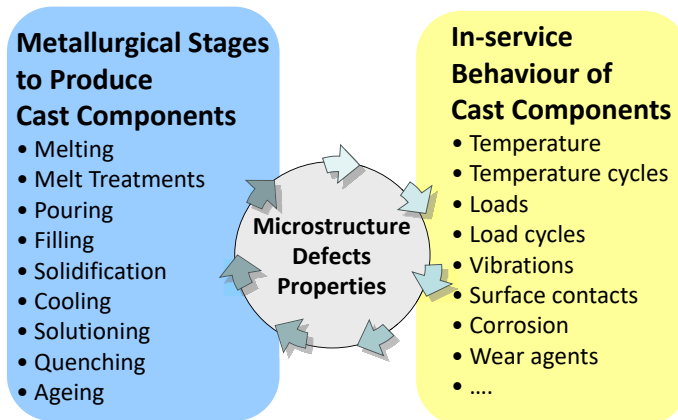 Metallurgical Stages
to Produce
Cast Components
• Melting
• Melt Treatments
• Pouring
• Filling
• Solidification
• Cooling
• Solutioning
• Quenching
• Ageing
Microstructure
Defects
Properties
In-service
Behaviour of
Cast Components
• Temperature
• Temperature cycles
• Loads
• Load cycles
• Vibrations
• Surface contacts
• Corrosion
• Wear agents
• ....